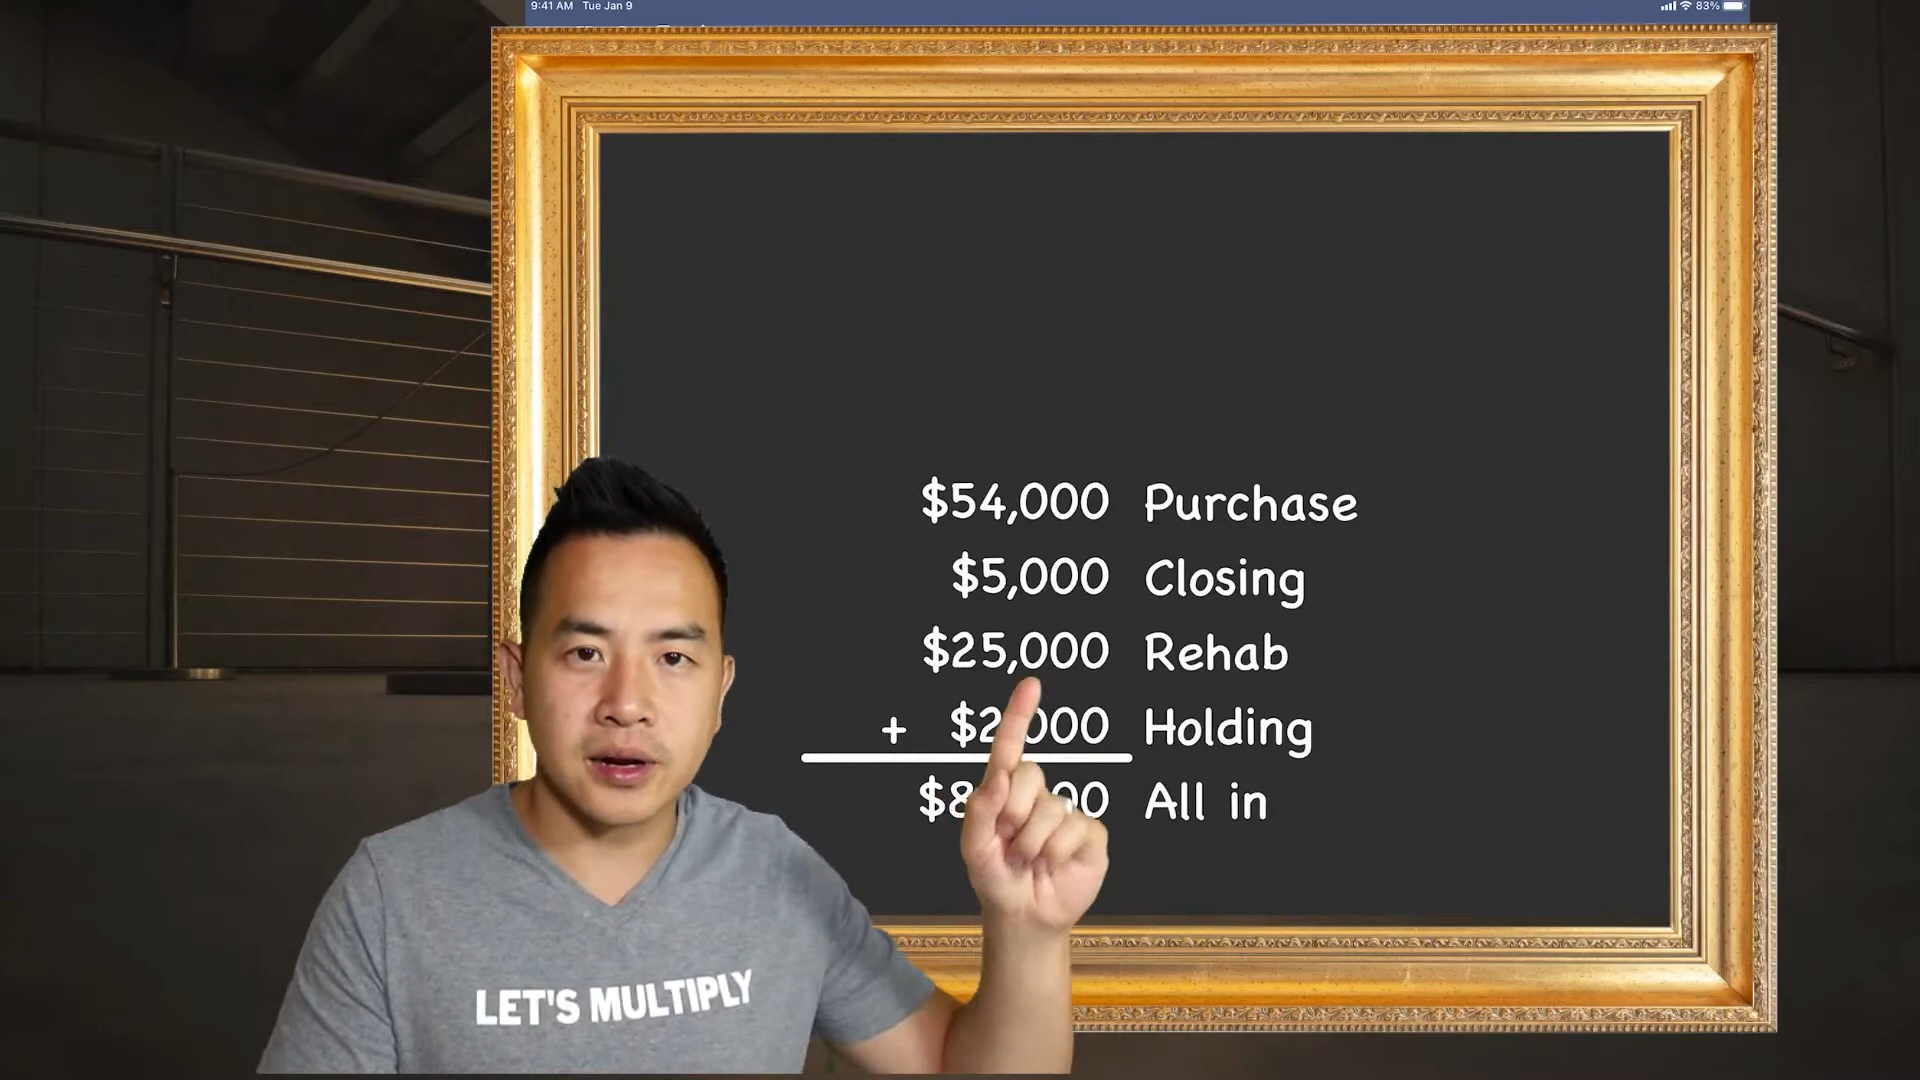 9:41 AM Tue Jan 9
83%
$54,000 Purchase
$5,000 Closing
$25,000 Rehab
+ Holding
All in
LET'S MULTIPLY